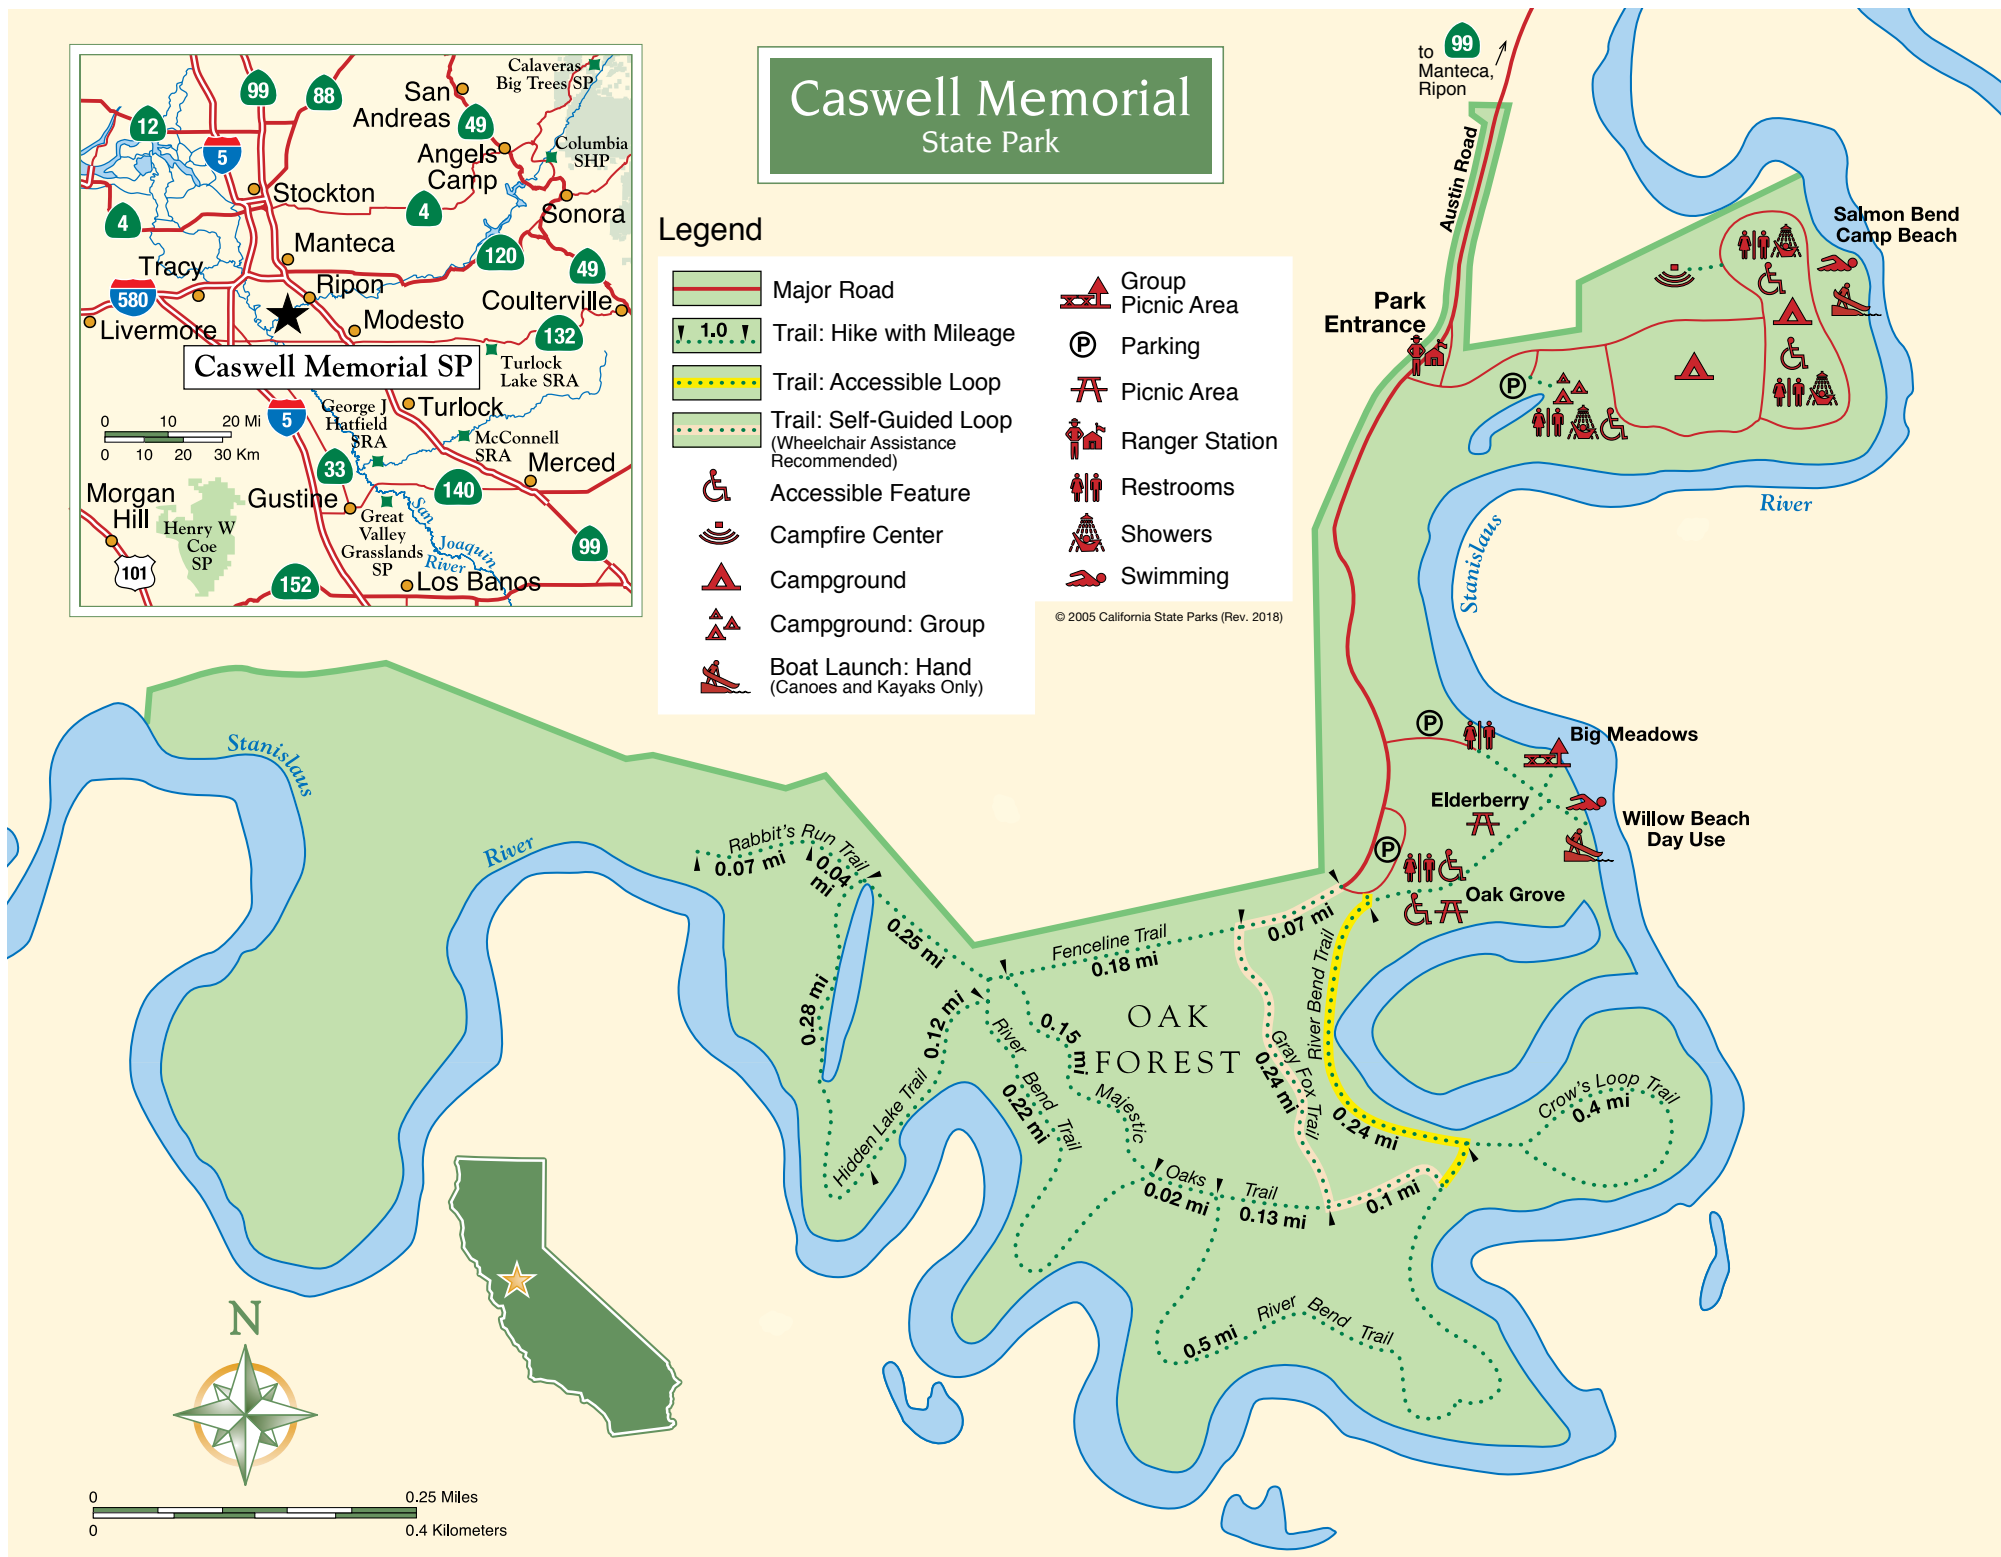 Caswell Memorial
State Park
99
88
12
5
4
San
Andreas
49
Calaveras
Big Trees SP
Angels
Camp
Columbia
SHP
Stockton
4
Sonora
Manteca
120
49
Tracy
580
Ripon
Coulterville
Livermore
Modesto
132
Caswell Memorial SP
Turlock
Lake SRA
5
George J
Hatfield
SRA
Turlock
0 10 20 Mi
0 10 20 30 Km
McConnell
SRA
33
Merced
Morgan
Hill
Henry W
Coe
SP
Gustine
140
Great
Valley
Grasslands
SP
San
Joaquin
River
99
101
152
Los Banos
Legend
Major Road
1.0
Trail: Hike with Mileage
Trail: Accessible Loop
Trail: Self-Guided Loop
(Wheelchair Assistance
Recommended)
Accessible Feature
Campfire Center
Campground
Campground: Group
Boat Launch: Hand
(Canoes and Kayaks Only)
Group
Picnic Area
P
Parking
Picnic Area
Ranger Station
Restrooms
Showers
Swimming
© 2005 California State Parks (Rev. 2018)
to
99
Manteca,
Ripon
Austin Road
Park
Entrance
Salmon Bend
Camp Beach
P
River
Stanislaus
P
Big Meadows
Elderberry
Willow Beach
Day Use
P
Oak Grove
Stanislaus
River
Rabbit's Run Trail
0.07 mi
0.04
mi
0.25 mi
0.28 mi
0.12 mi
Hidden Lake Trail
Fenceline Trail
0.18 mi
0.07 mi
River Bend Trail
0.24 mi
OAK
FOREST
Gray Fox Trail
0.24 mi
River Bend Trail
0.22 mi
0.15
mi
Majestic
Oaks
Trail
0.02 mi
0.13 mi
0.1 mi
Crow's Loop Trail
0.4 mi
River Bend Trail
0.5 mi
N
0 0.25 Miles
0 0.4 Kilometers